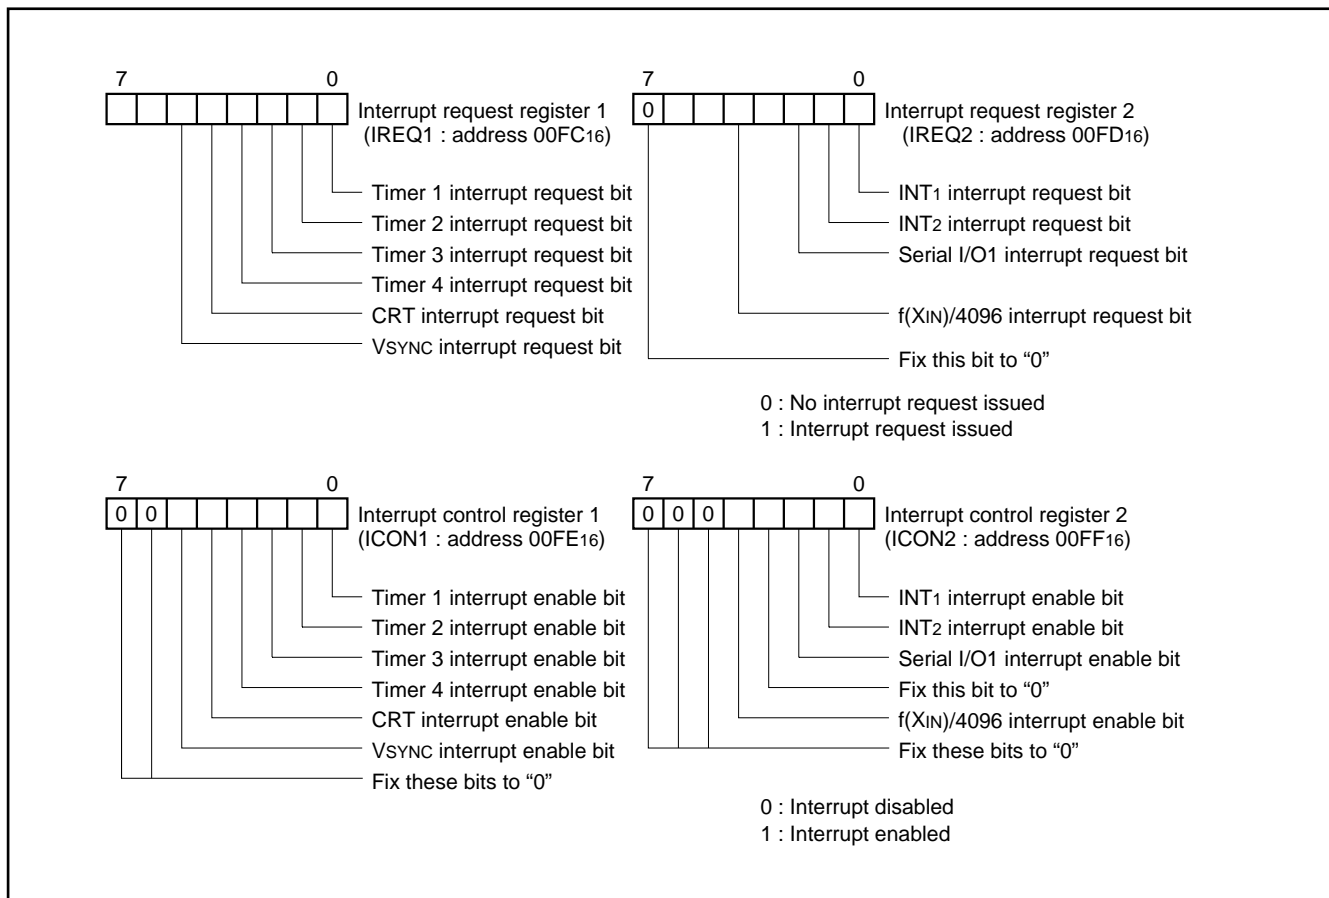 7 0
Interrupt request register 1
(IREQ1 : address 00FC16)
Timer 1 interrupt request bit
Timer 2 interrupt request bit
Timer 3 interrupt request bit
Timer 4 interrupt request bit
CRT interrupt request bit
VSYNC interrupt request bit
7 0
0 Interrupt request register 2
(IREQ2 : address 00FD16)
INT1 interrupt request bit
INT2 interrupt request bit
Serial I/O1 interrupt request bit
f(XIN)/4096 interrupt request bit
Fix this bit to “0”
0 : No interrupt request issued
1 : Interrupt request issued
7 0
0 0 Interrupt control register 1
(ICON1 : address 00FE16)
Timer 1 interrupt enable bit
Timer 2 interrupt enable bit
Timer 3 interrupt enable bit
Timer 4 interrupt enable bit
CRT interrupt enable bit
VSYNC interrupt enable bit
Fix these bits to “0”
7 0
0 0 0 Interrupt control register 2
(ICON2 : address 00FF16)
INT1 interrupt enable bit
INT2 interrupt enable bit
Serial I/O1 interrupt enable bit
Fix this bit to “0”
f(XIN)/4096 interrupt enable bit
Fix these bits to “0”
0 : Interrupt disabled
1 : Interrupt enabled